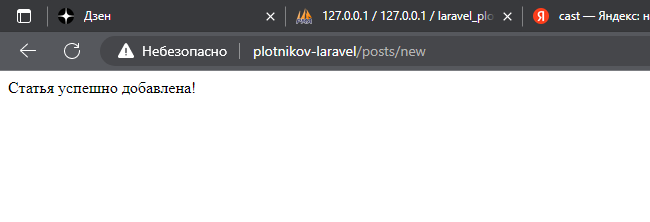 Дзен
127.0.0.1 / 127.0.0.1 / laravel_plo
cast — Яндекс: н
Небезопасно
plotnikov-laravel/posts/new
Статья успешно добавлена!